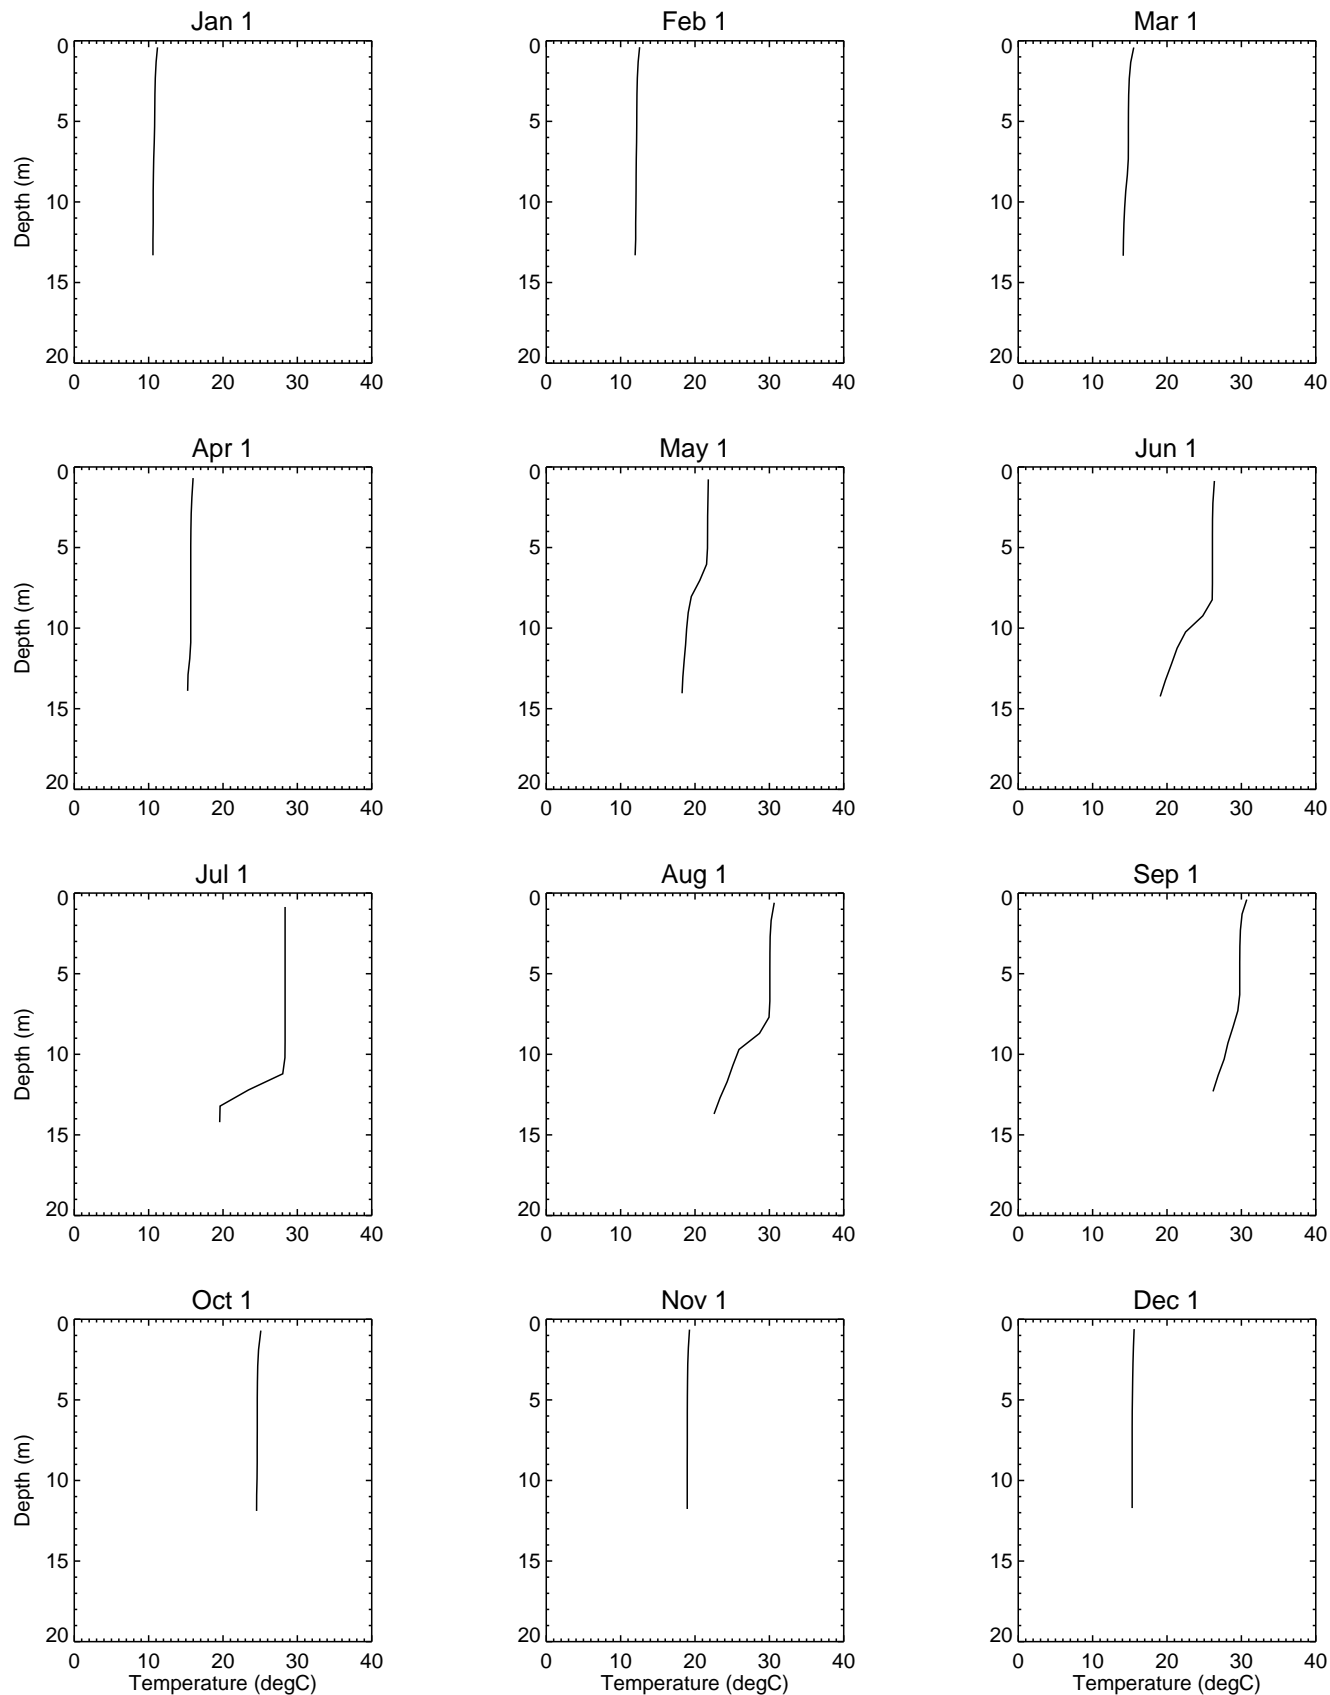 Jan 1 Feb 1 Mar 1
0 0 0
5 5 5
Depth (m)
10 10 10
15 15 15
20 20 20
0 10 20 30 40 0 10 20 30 40 0 10 20 30 40
Apr 1 May 1 Jun 1
0 0 0
5 5 5
Depth (m)
10 10 10
15 15 15
20 20 20
0 10 20 30 40 0 10 20 30 40 0 10 20 30 40
Jul 1 Aug 1 Sep 1
0 0 0
5 5 5
Depth (m)
10 10 10
15 15 15
20 20 20
0 10 20 30 40 0 10 20 30 40 0 10 20 30 40
Oct 1 Nov 1 Dec 1
0 0 0
5 5 5
Depth (m)
10 10 10
15 15 15
20 20 20
0 10 20 30 40 0 10 20 30 40 0 10 20 30 40
Temperature (degC) Temperature (degC) Temperature (degC)